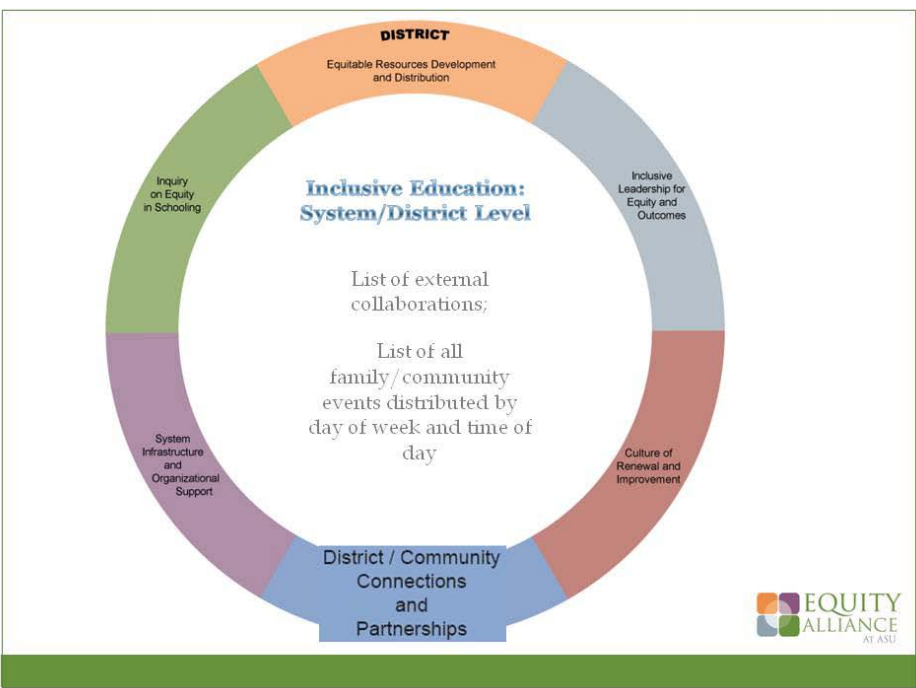 DISTRICT
Equitable Resources Development
and Distribution
Inquiry
on Equity
in Schooling
Inclusive
Leadership for
Equity and
Outcomes
Inclusive Education:
System/District Level
List of external
collaborations;
List of all
family/community
events distributed by
day of week and time of
day
System
Infrastructure
and
Organizational
Support
Culture of
Renewal and
Improvement
District / Community
Connections
and
Partnerships
EQUITY
ALLIANCE
AT ASU